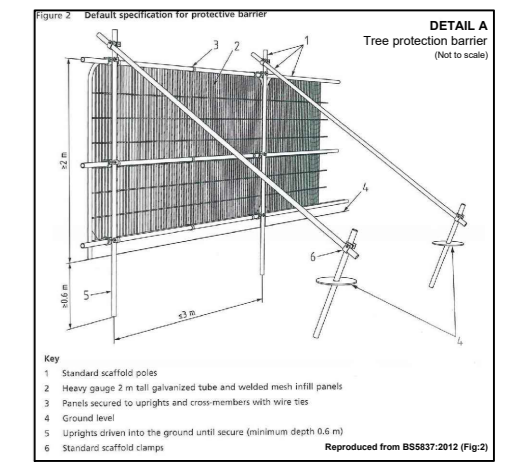 Figure 2 Default specification for protective barrier
DETAIL A
Tree protection barrier
(Not to scale)
3
2
1
≥2 m
4
6
≥0.6 m
5
≤3 m
4
Key
1 Standard scaffold poles
2 Heavy gauge 2 m tall galvanized tube and welded mesh infill panels
3 Panels secured to uprights and cross-members with wire ties
4 Ground level
5 Uprights driven into the ground until secure (minimum depth 0.6 m)
6 Standard scaffold clamps
Reproduced from BS5837:2012 (Fig:2)